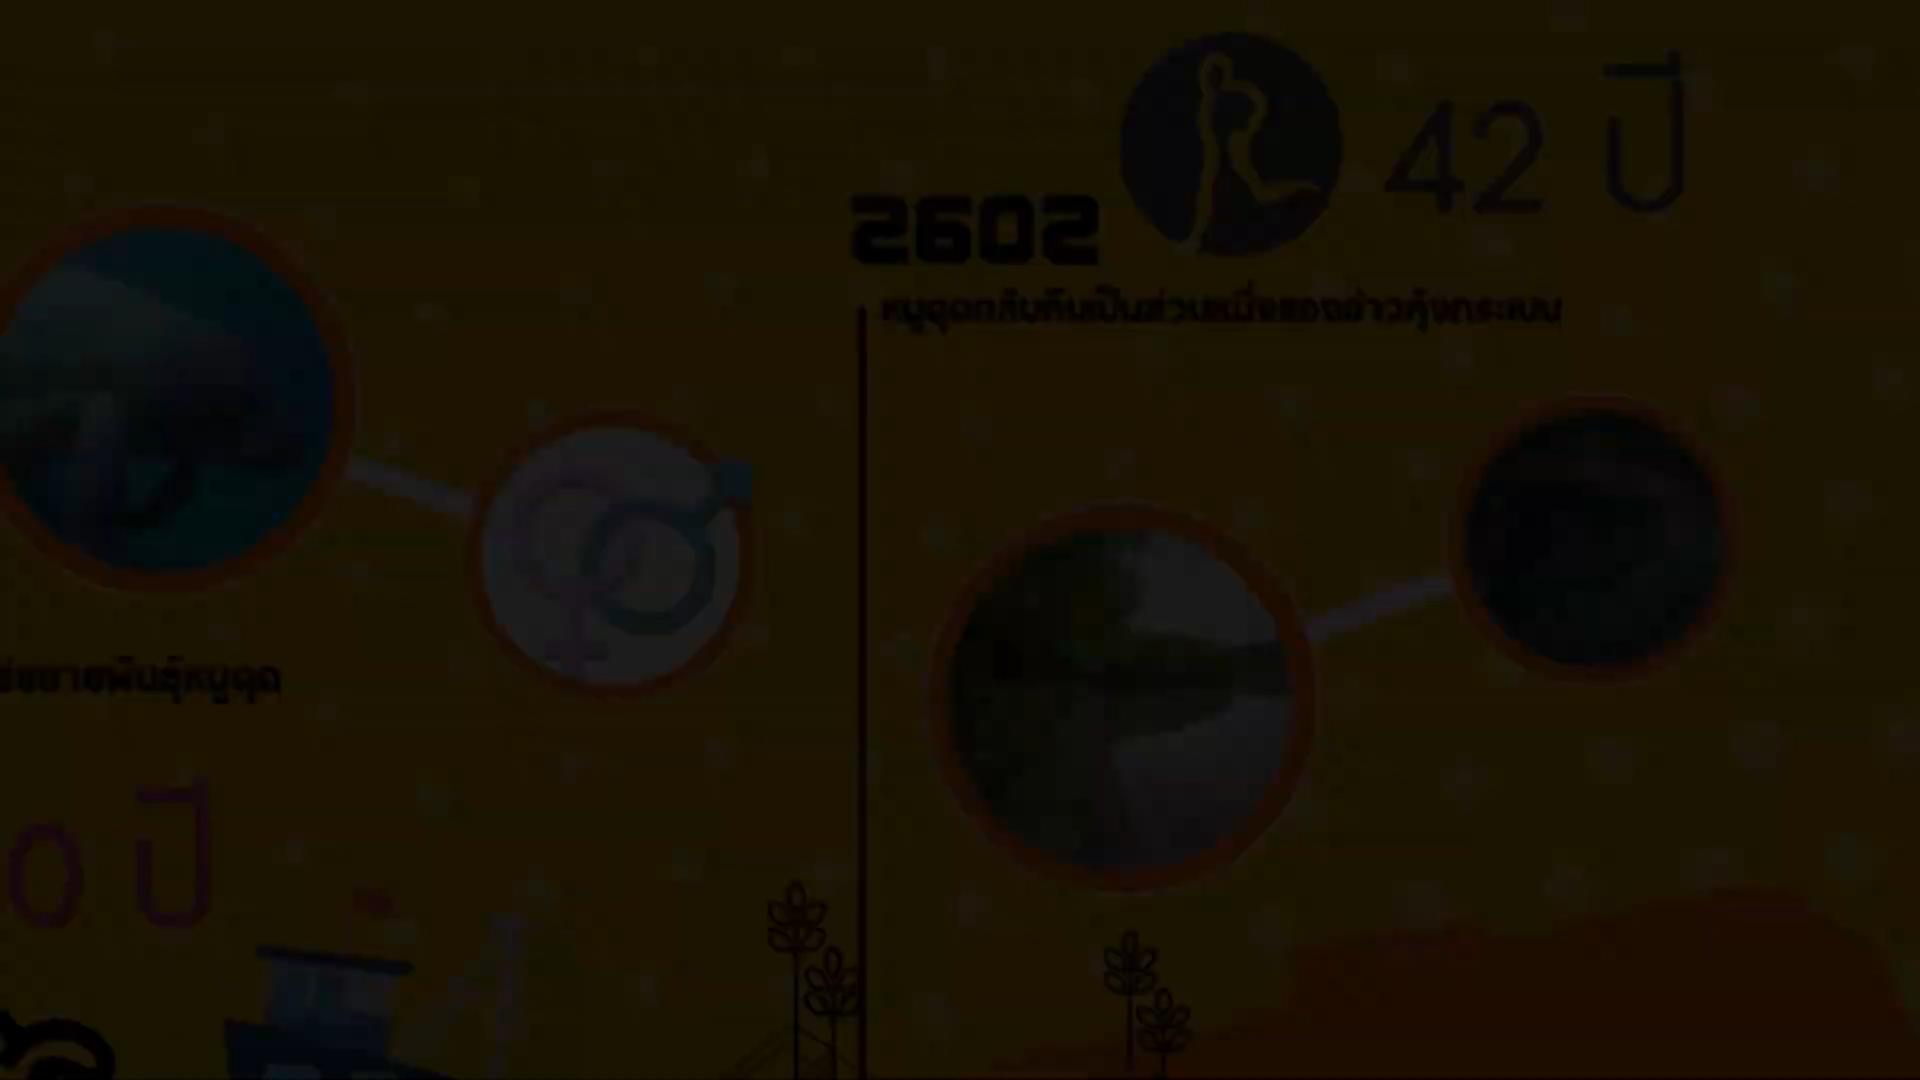 42 ปี
2602
หมูดุดกลับคืนเป็นส่วนหนึ่งของอ่าวคุ้งกระเบน
ขยายพันธุ์หมูดุด
0 ปี